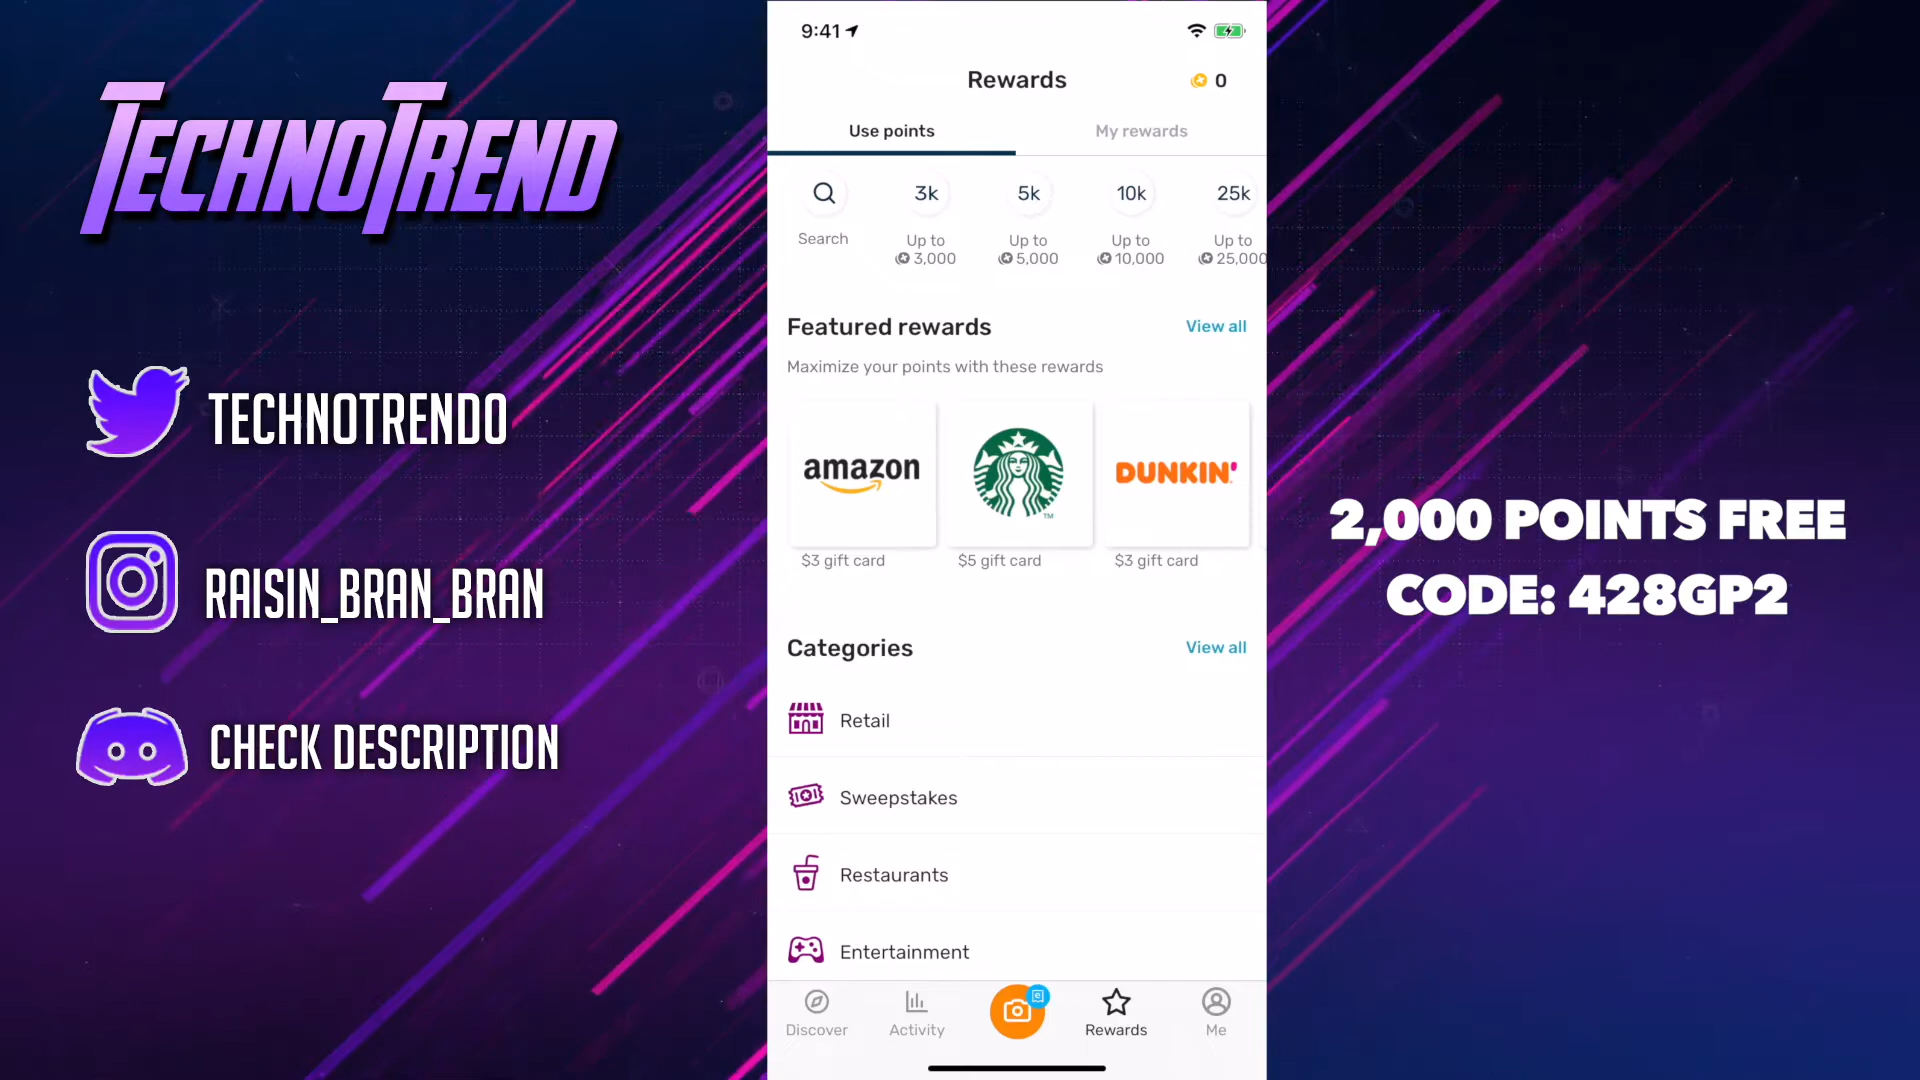 TECHNOTREND
TECHNOTRENDO
RAISIN_BRAN_BRAN
CHECK DESCRIPTION
9:41
Rewards
0
Use points
My rewards
3k
5k
10k
25k
Search
Up to
3,000
Up to
5,000
Up to
10,000
Up to
25,000
Featured rewards
View all
Maximize your points with these rewards
amazon
TM
DUNKIN'
$3 gift card
$5 gift card
$3 gift card
Categories
View all
Retail
Sweepstakes
Restaurants
Entertainment
Discover
Activity
Rewards
Me
2,000 POINTS FREE
CODE: 428GP2